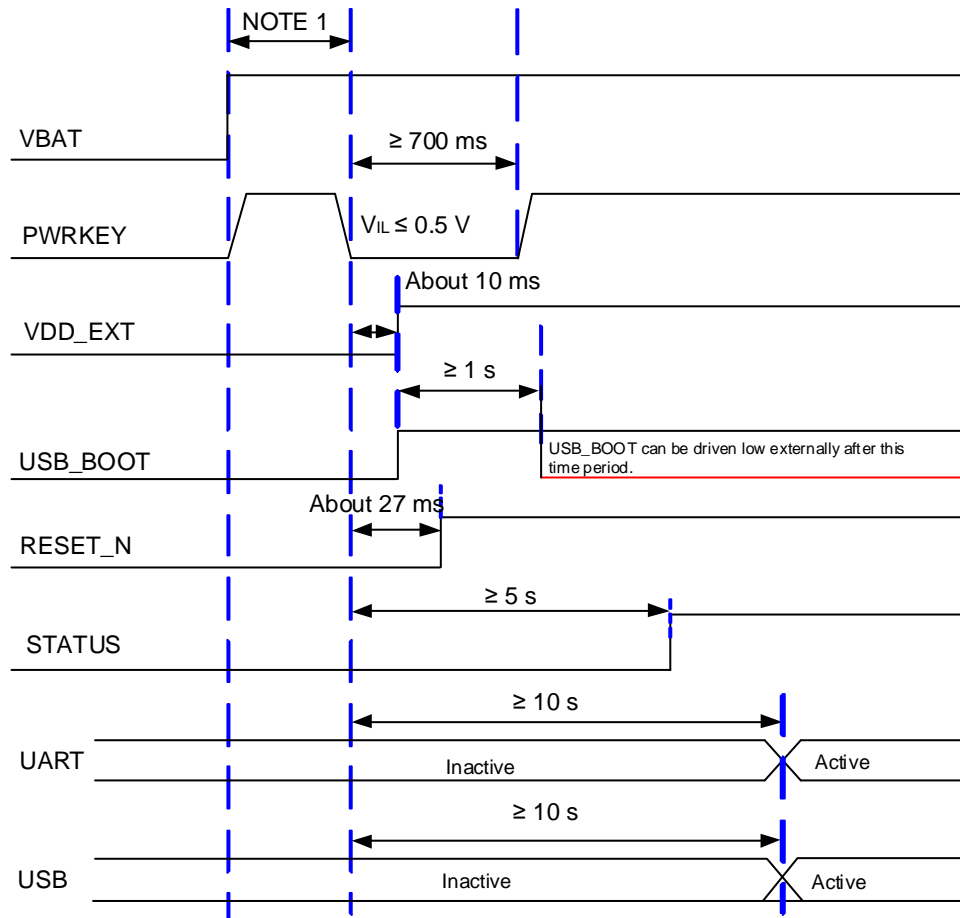 NOTE 1
VBAT
≥ 700 ms
PWRKEY
VIL ≤ 0.5 V
About 10 ms
VDD_EXT
≥ 1 s
USB_BOOT
USB_BOOT can be driven low externally after this
time period.
About 27 ms
RESET_N
≥ 5 s
STATUS
≥ 10 s
UART
Inactive
Active
≥ 10 s
USB
Inactive
Active